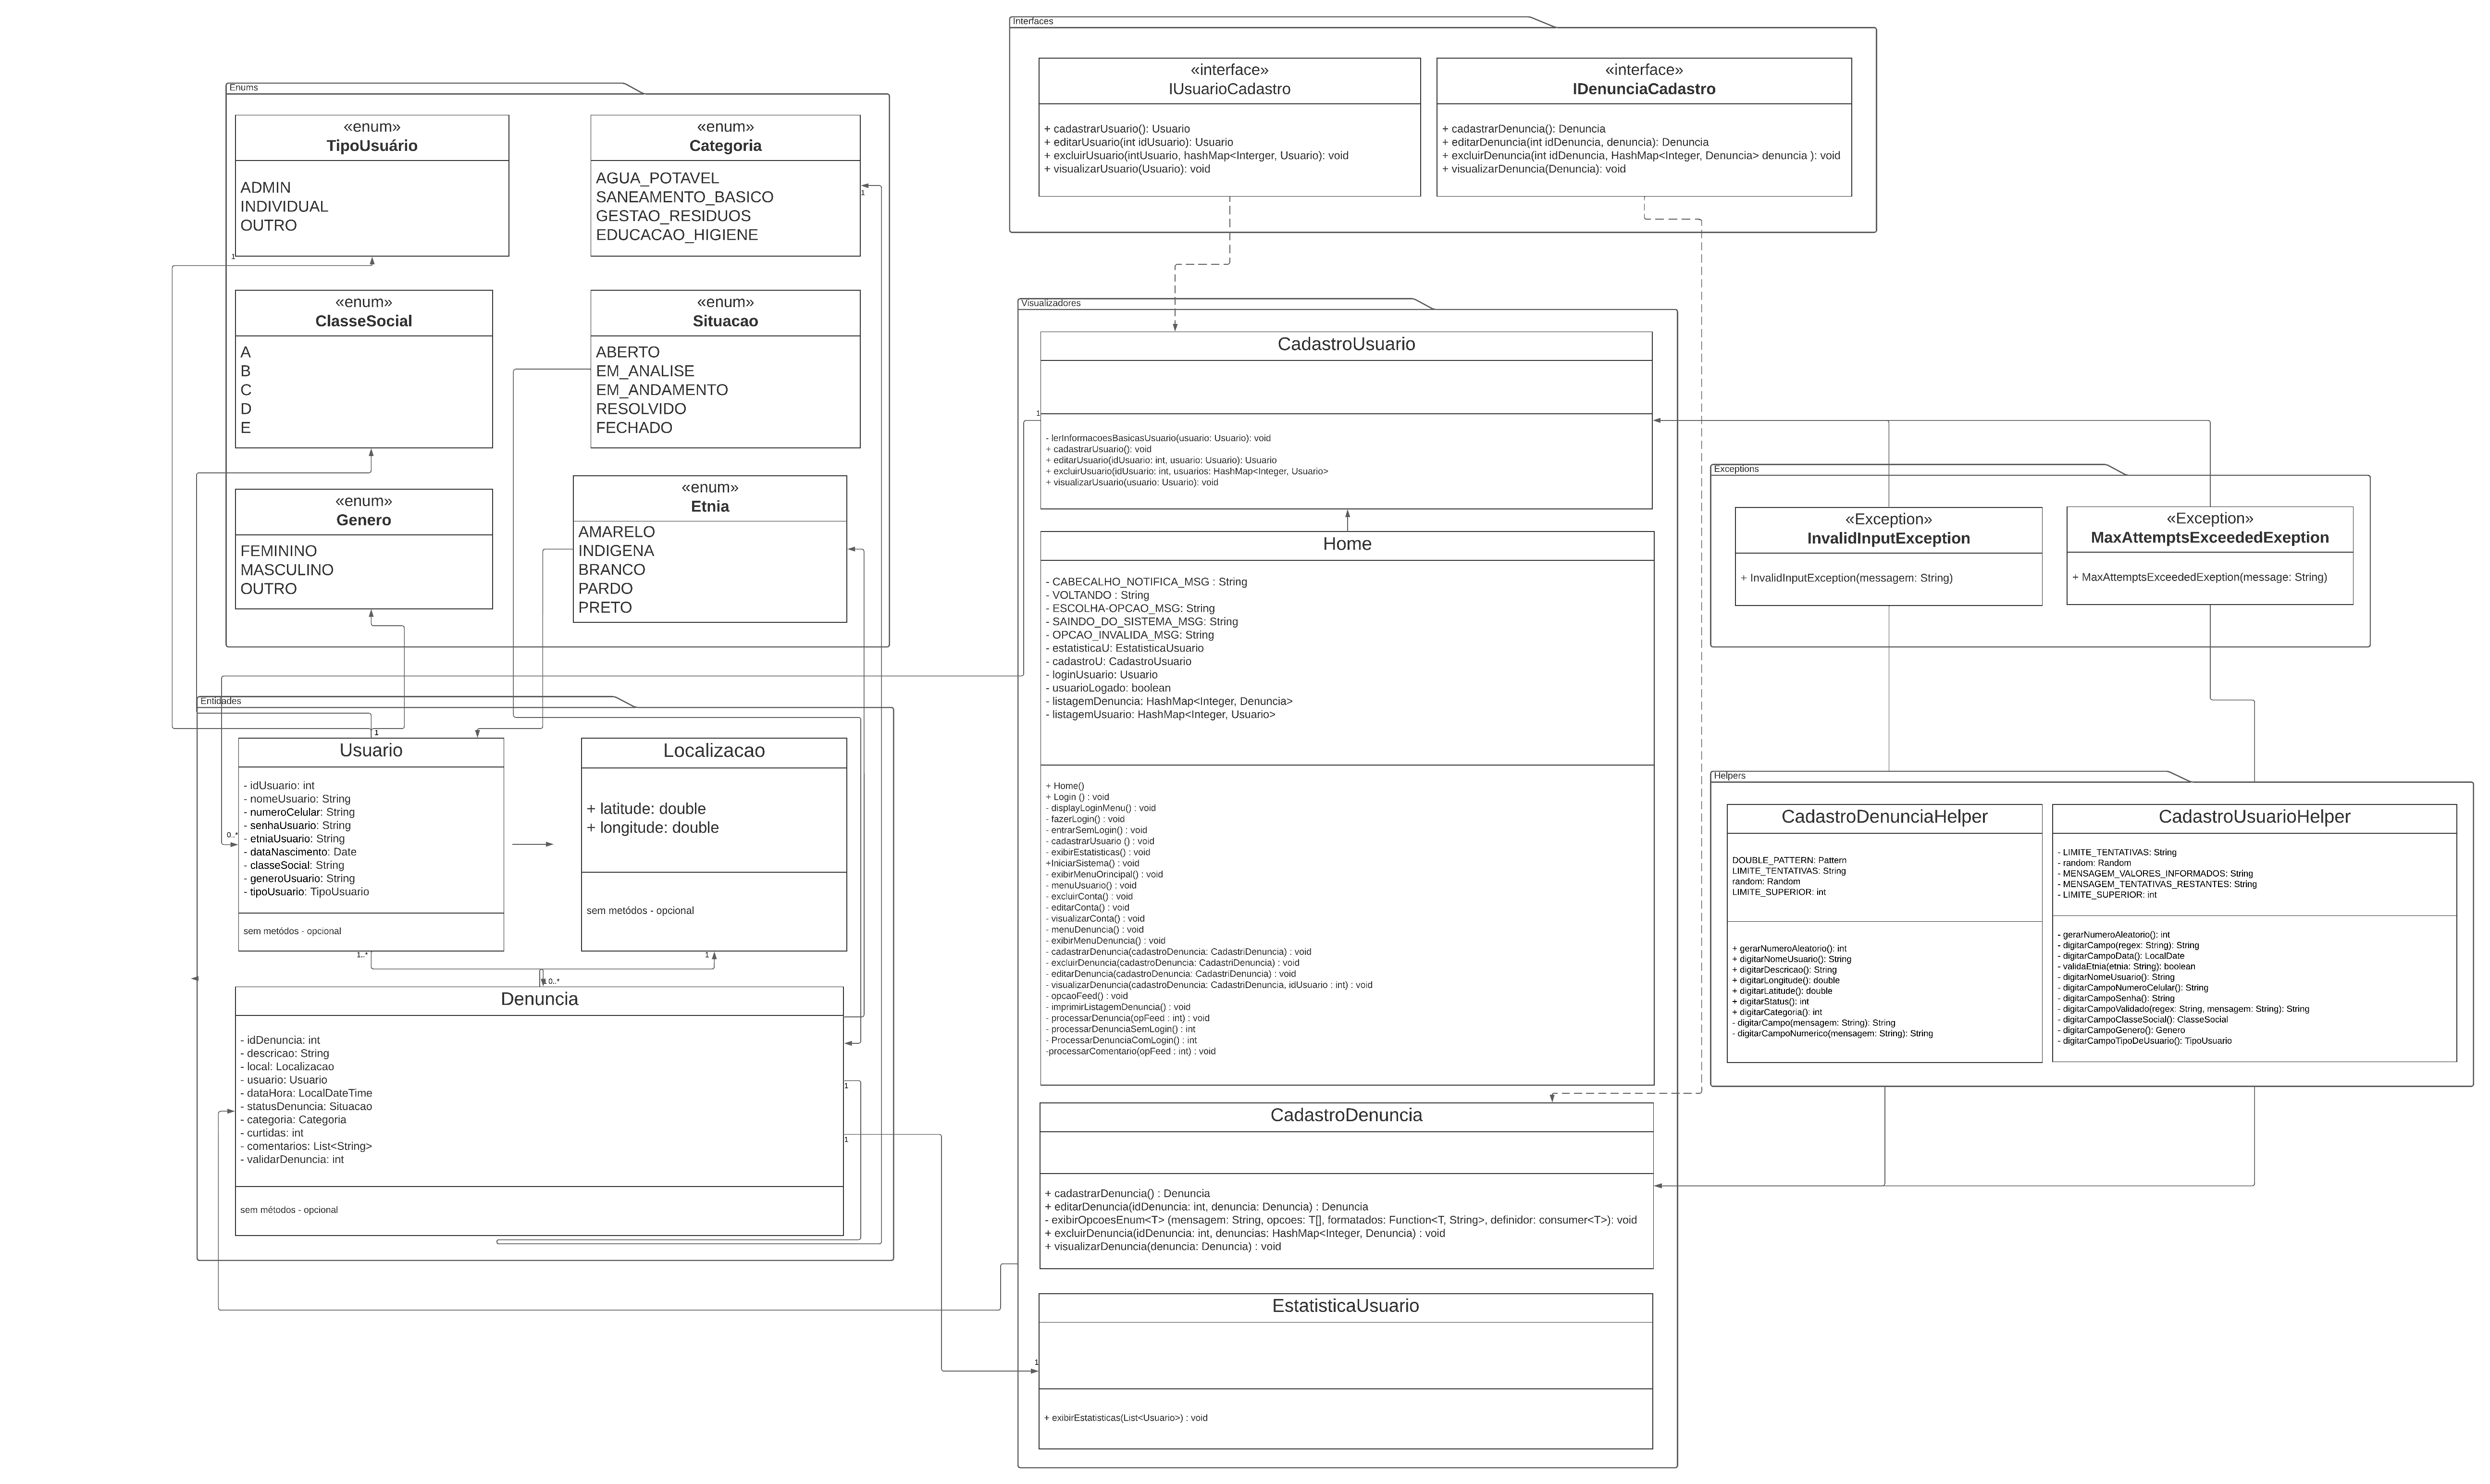 Interfaces
«interface»
IUsuarioCadastro
+ cadastrarUsuario(): Usuario
+ editarUsuario(int idUsuario): Usuario
+ excluirUsuario(intUsuario, hashMap<Interger, Usuario): void
+ visualizarUsuario(Usuario): void
«interface»
IDenunciaCadastro
+ cadastrarDenuncia(): Denuncia
+ editarDenuncia(int idDenuncia, denuncia): Denuncia
+ excluirDenuncia(int idDenuncia, HashMap<Integer, Denuncia> denuncia ): void
+ visualizarDenuncia(Denuncia): void
Enums
«enum»
TipoUsuário
ADMIN
INDIVIDUAL
OUTRO
1
«enum»
Categoria
AGUA_POTAVEL
SANEAMENTO_BASICO
GESTAO_RESIDUOS
EDUCACAO_HIGIENE
1
«enum»
ClasseSocial
A
B
C
D
E
«enum»
Situacao
ABERTO
EM_ANALISE
EM_ANDAMENTO
RESOLVIDO
FECHADO
«enum»
Genero
FEMININO
MASCULINO
OUTRO
«enum»
Etnia
AMARELO
INDIGENA
BRANCO
PARDO
PRETO
Visualizadores
CadastroUsuario
1
- lerInformacoesBasicasUsuario(usuario: Usuario): void
+ cadastrarUsuario(): void
+ editarUsuario(idUsuario: int, usuario: Usuario): Usuario
+ excluirUsuario(idUsuario: int, usuarios: HashMap<Integer, Usuario>
+ visualizarUsuario(usuario: Usuario): void
Home
- CABECALHO_NOTIFICA_MSG : String
- VOLTANDO : String
- ESCOLHA-OPCAO_MSG: String
- SAINDO_DO_SISTEMA_MSG: String
- OPCAO_INVALIDA_MSG: String
- estatisticaU: EstatisticaUsuario
- cadastroU: CadastroUsuario
- loginUsuario: Usuario
- usuarioLogado: boolean
- listagemDenuncia: HashMap<Integer, Denuncia>
- listagemUsuario: HashMap<Integer, Usuario>
+ Home()
+ Login () : void
- displayLoginMenu() : void
- fazerLogin() : void
- entrarSemLogin() : void
- cadastrarUsuario () : void
- exibirEstatisticas() : void
+IniciarSistema() : void
- exibirMenuOrincipal() : void
- menuUsuario() : void
- excluirConta() : void
- editarConta() : void
- visualizarConta() : void
- menuDenuncia() : void
- exibirMenuDenuncia() : void
- cadastrarDenuncia(cadastroDenuncia: CadastriDenuncia) : void
- excluirDenuncia(cadastroDenuncia: CadastriDenuncia) : void
- editarDenuncia(cadastroDenuncia: CadastriDenuncia) : void
- visualizarDenuncia(cadastroDenuncia: CadastriDenuncia, idUsuario : int) : void
- opcaoFeed() : void
- imprimirListagemDenuncia() : void
- processarDenuncia(opFeed : int) : void
- processarDenunciaSemLogin() : int
- ProcessarDenunciaComLogin() : int
-processarComentario(opFeed : int) : void
CadastroDenuncia
+ cadastrarDenuncia() : Denuncia
+ editarDenuncia(idDenuncia: int, denuncia: Denuncia) : Denuncia
- exibirOpcoesEnum<T> (mensagem: String, opcoes: T[], formatados: Function<T, String>, definidor: consumer<T>): void
+ excluirDenuncia(idDenuncia: int, denuncias: HashMap<Integer, Denuncia) : void
+ visualizarDenuncia(denuncia: Denuncia) : void
EstatisticaUsuario
1
+ exibirEstatisticas(List<Usuario>) : void
Exceptions
«Exception»
InvalidInputException
+ InvalidInputException(messagem: String)
«Exception»
MaxAttemptsExceededExeption
+ MaxAttemptsExceededExeption(message: String)
Helpers
CadastroDenunciaHelper
DOUBLE_PATTERN: Pattern
LIMITE_TENTATIVAS: String
random: Random
LIMITE_SUPERIOR: int
+ gerarNumeroAleatorio(): int
+ digitarNomeUsuario(): String
+ digitarDescricao(): String
+ digitarLongitude(): double
+ digitarLatitude(): double
+ digitarStatus(): int
+ digitarCategoria(): int
- digitarCampo(mensagem: String): String
- digitarCampoNumerico(mensagem: String): String
CadastroUsuarioHelper
- LIMITE_TENTATIVAS: String
- random: Random
- MENSAGEM_VALORES_INFORMADOS: String
- MENSAGEM_TENTATIVAS_RESTANTES: String
- LIMITE_SUPERIOR: int
- gerarNumeroAleatorio(): int
- digitarCampo(regex: String): String
- digitarCampoData(): LocalDate
- validaEtnia(etnia: String): boolean
- digitarNomeUsuario(): String
- digitarCampoNumeroCelular(): String
- digitarCampoSenha(): String
- digitarCampoValidado(regex: String, mensagem: String): String
- digitarCampoClasseSocial(): ClasseSocial
- digitarCampoGenero(): Genero
- digitarCampoTipoDeUsuario(): TipoUsuario
Entidades
1
Usuario
- idUsuario: int
- nomeUsuario: String
- numeroCelular: String
- senhaUsuario: String
- etniaUsuario: String
- dataNascimento: Date
- classeSocial: String
- generoUsuario: String
- tipoUsuario: TipoUsuario
0..*
sem metódos - opcional
1..*
Localizacao
+ latitude: double
+ longitude: double
sem metódos - opcional
1
0..*
Denuncia
- idDenuncia: int
- descricao: String
- local: Localizacao
- usuario: Usuario
- dataHora: LocalDateTime
- statusDenuncia: Situacao
- categoria: Categoria
- curtidas: int
- comentarios: List<String>
- validarDenuncia: int
1
1
sem métodos - opcional